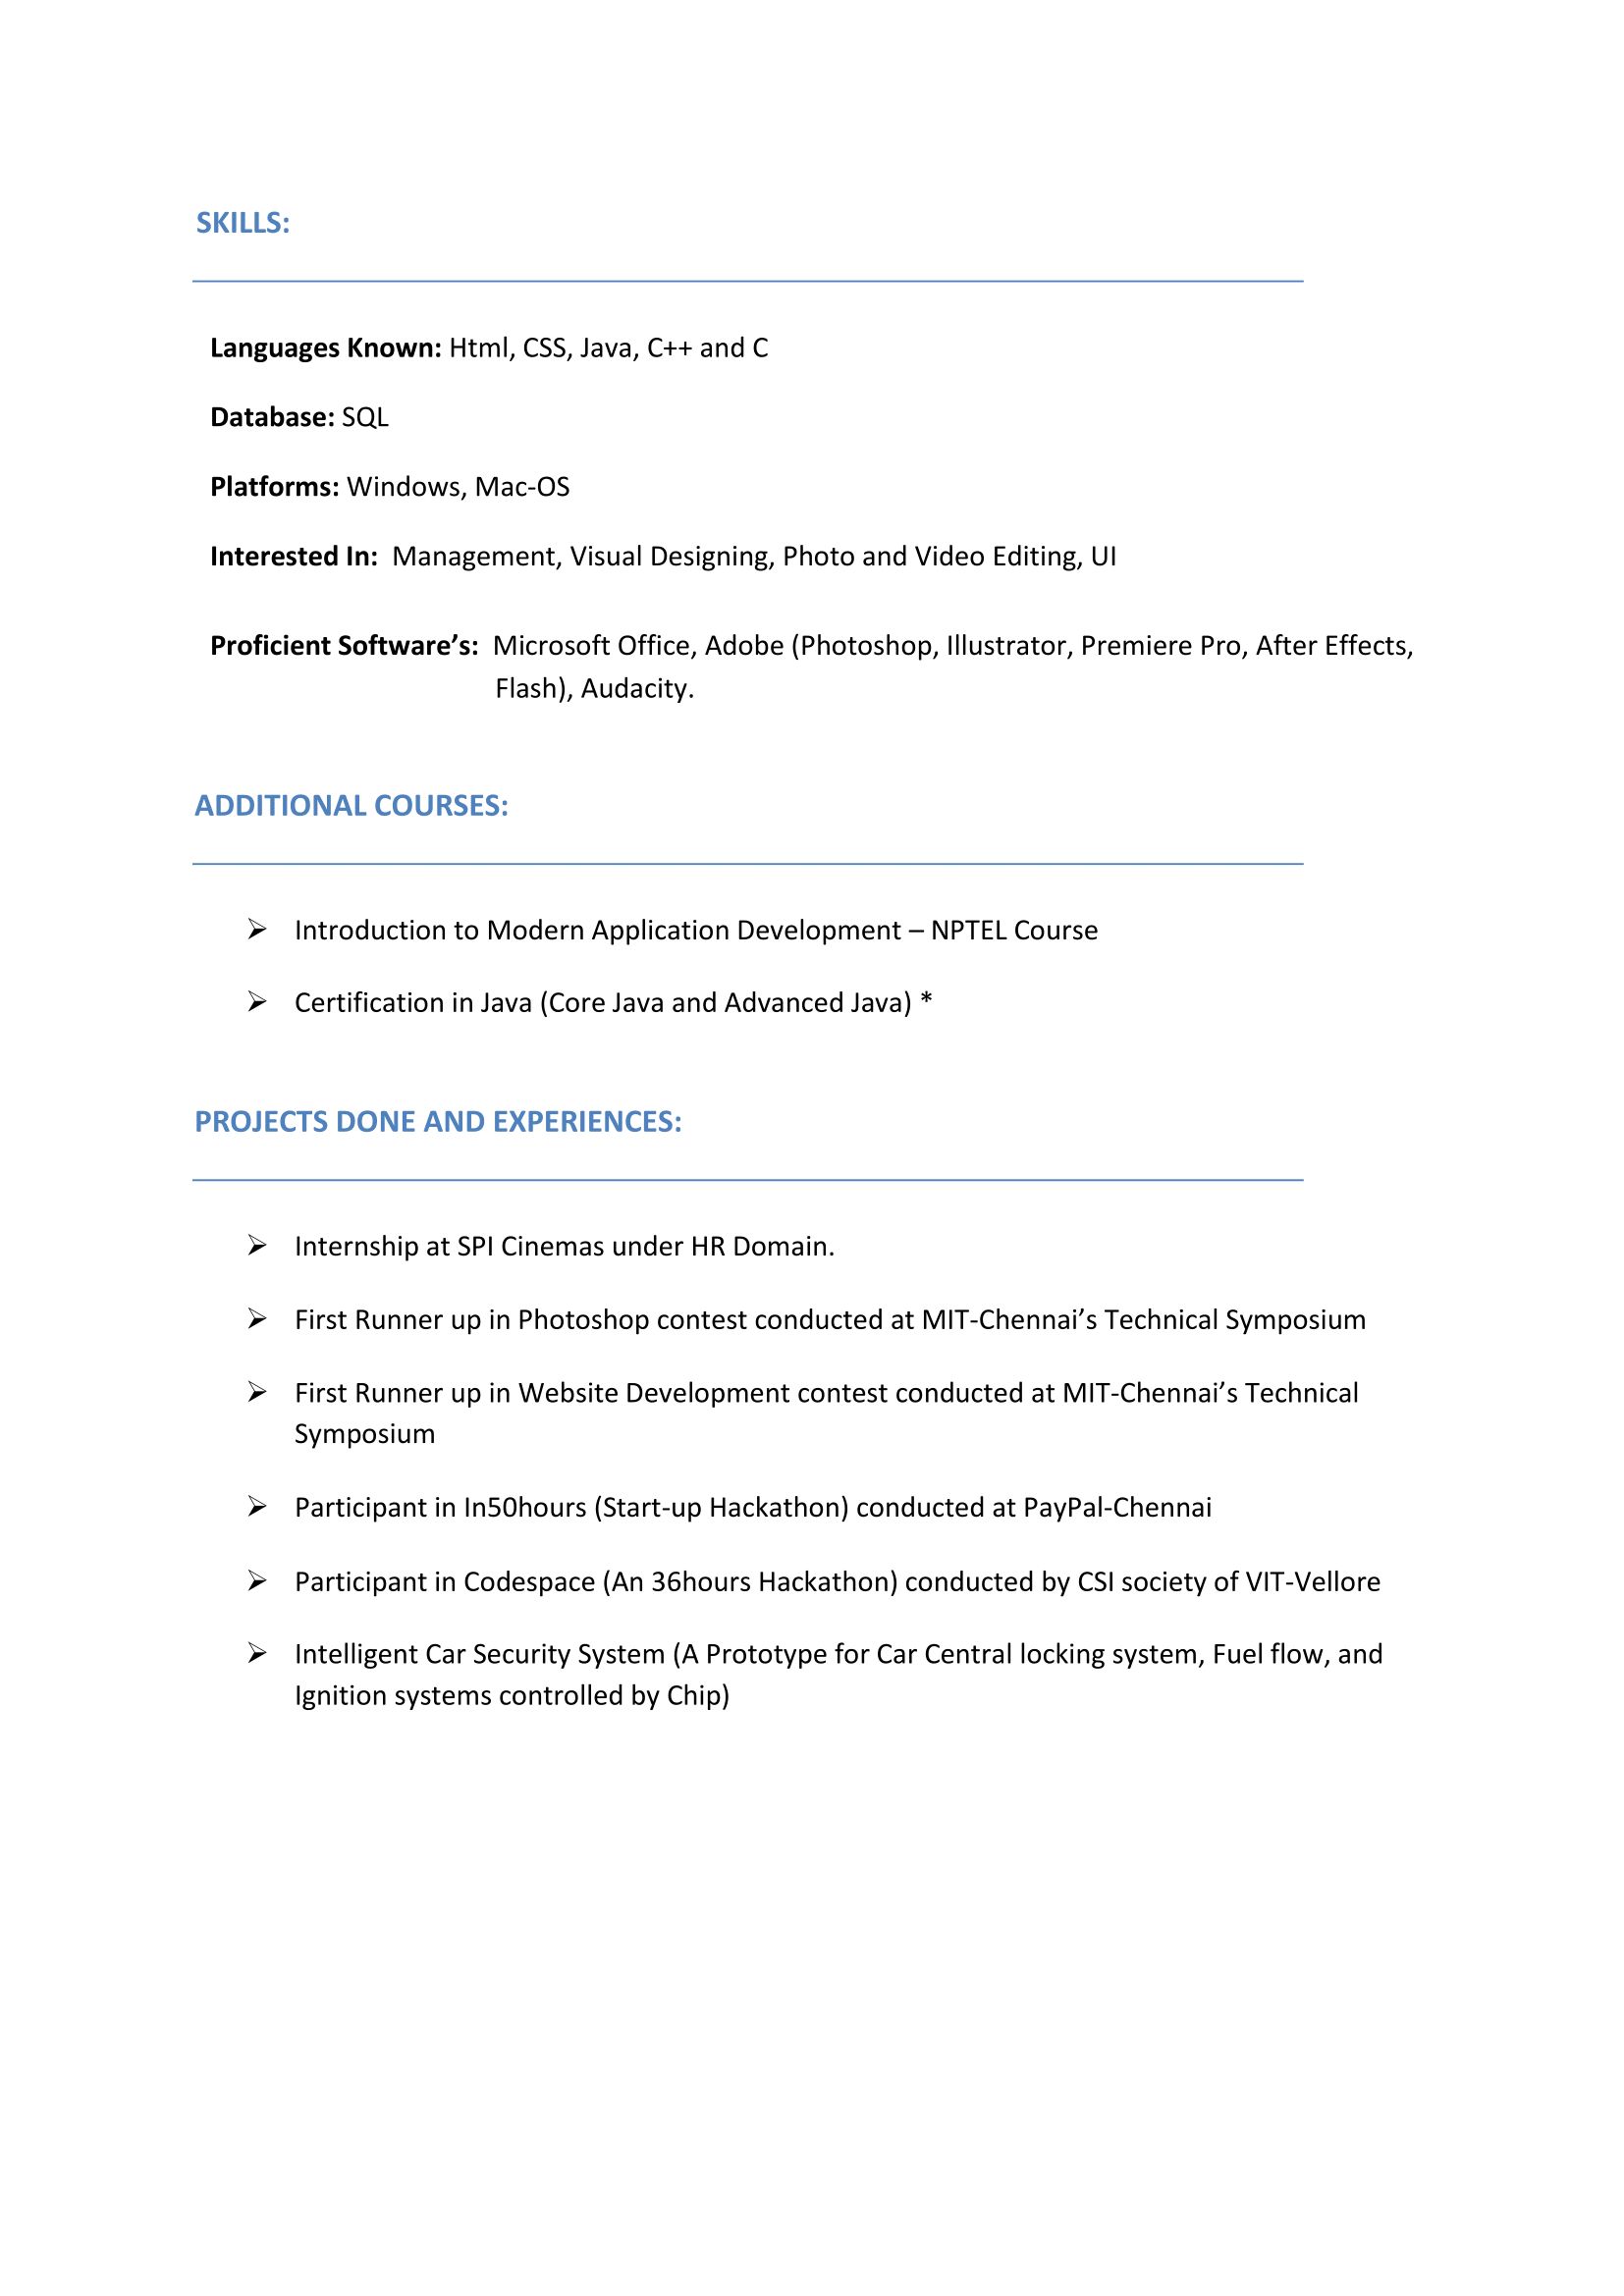 SKILLS:
Languages Known: Html, CSS, Java, C++ and C
Database: SQL
Platforms: Windows, Mac-OS
Interested In:  Management, Visual Designing, Photo and Video Editing, UI
Proficient Software’s:  Microsoft Office, Adobe (Photoshop, Illustrator, Premiere Pro, After Effects,
Flash), Audacity.
ADDITIONAL COURSES:
➢ Introduction to Modern Application Development – NPTEL Course
➢ Certification in Java (Core Java and Advanced Java) *
PROJECTS DONE AND EXPERIENCES:
➢ Internship at SPI Cinemas under HR Domain.
➢ First Runner up in Photoshop contest conducted at MIT-Chennai’s Technical Symposium
➢ First Runner up in Website Development contest conducted at MIT-Chennai’s Technical
Symposium
➢ Participant in In50hours (Start-up Hackathon) conducted at PayPal-Chennai
➢ Participant in Codespace (An 36hours Hackathon) conducted by CSI society of VIT-Vellore
➢ Intelligent Car Security System (A Prototype for Car Central locking system, Fuel flow, and
Ignition systems controlled by Chip)